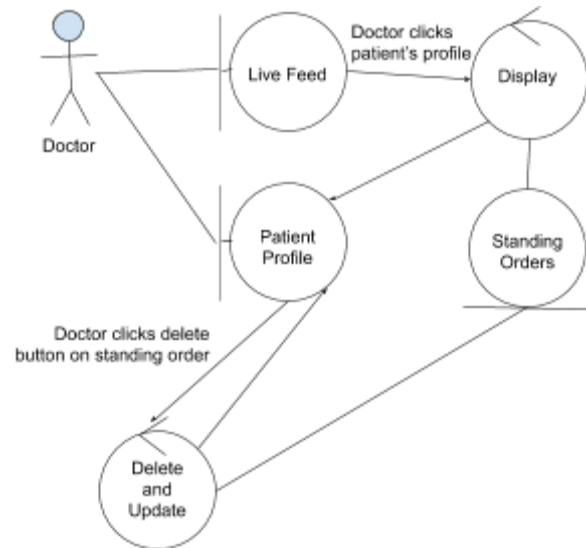 Doctor clicks
patient's profile
Live Feed
Display
Doctor
Patient
Profile
Standing
Orders
Doctor clicks delete
button on standing order
Delete
and
Update